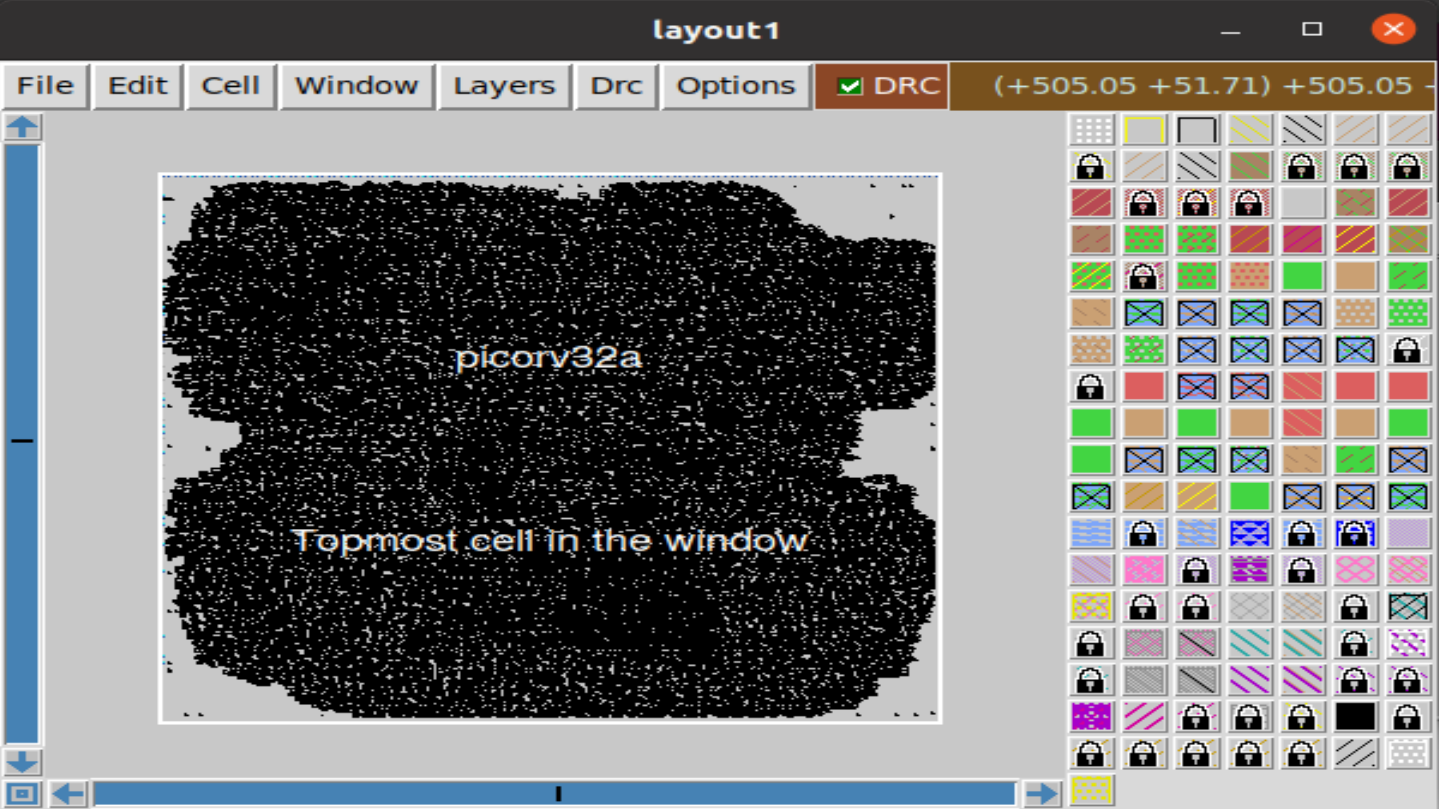 layout1
File Edit Cell Window Layers Drc Options DRC (+505.05 +51.71) +505.05 -
picorv32a
Topmost cell in the window